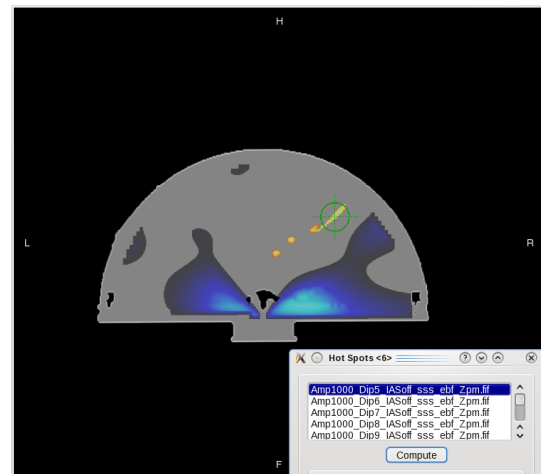 H
L
R
Hot Spots <6>
Amp1000_Dip5_IASoff_sss_ebf_Zpm.fif
Amp1000_Dip6_IASoff_sss_ebf_Zpm.fif
Amp1000_Dip7_IASoff_sss_ebf_Zpm.fif
Amp1000_Dip8_IASoff_sss_ebf_Zpm.fif
Amp1000_Dip9_IASoff_sss_ebf_Zpm.fif
Compute
F